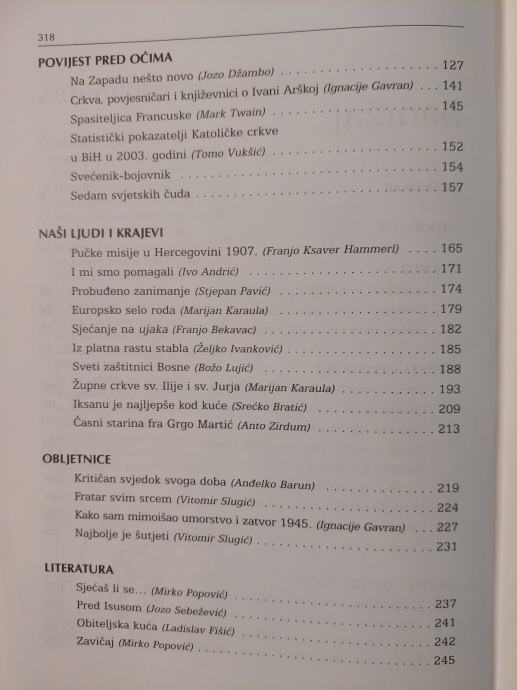 318
POVIJEST PRED OČIMA
Na Zapadu nešto novo (Jozo Džambo) . . . . . . . . . . . . . . . . . . . . . . . 127
Crkva, povjesničari i književnici o Ivani Arškoj (Ignacije Gavran) . . . 141
Spasiteljica Francuske (Mark Twain) . . . . . . . . . . . . . . . . . . . . . . . 145
Statistički pokazatelji Katoličke crkve
u BiH u 2003. godini (Tomo Vukšić) . . . . . . . . . . . . . . . . . . . . . . . . 152
Svećenik-bojovnik . . . . . . . . . . . . . . . . . . . . . . . . . . . . . . . . . . . . . 154
Sedam svjetskih čuda . . . . . . . . . . . . . . . . . . . . . . . . . . . . . . . . . . . 157
NAŠI LJUDI I KRAJEVI
Pučke misije u Hercegovini 1907. (Franjo Ksaver Hammerl) . . . . 165
I mi smo pomagali (Ivo Andrić) . . . . . . . . . . . . . . . . . . . . . . . . . . . 171
Probuđeno zanimanje (Stjepan Pavić) . . . . . . . . . . . . . . . . . . . . . . 174
Europsko selo roda (Marijan Karaula) . . . . . . . . . . . . . . . . . . . . . . 179
Sjećanje na ujaka (Franjo Bekavac) . . . . . . . . . . . . . . . . . . . . . . . . 182
Iz platna rastu stabla (Željko Ivanković) . . . . . . . . . . . . . . . . . . . . . 185
Sveti zaštitnici Bosne (Božo Lujić) . . . . . . . . . . . . . . . . . . . . . . . . 188
Župne crkve sv. Ilije i sv. Jurja (Marijan Karaula) . . . . . . . . . . . . . 193
Iksanu je najljepše kod kuće (Srećko Bratić) . . . . . . . . . . . . . . . . . 209
Časni starina fra Grgo Martić (Anto Zirdum) . . . . . . . . . . . . . . . . . 213
OBLJETNICE
Kritičan svjedok svoga doba (Anđelko Barun) . . . . . . . . . . . . . . . . 219
Fratar svim srcem (Vitomir Slugić) . . . . . . . . . . . . . . . . . . . . . . . . . 224
Kako sam mimoišao umorstvo i zatvor 1945. (Ignacije Gavran) . . . 227
Najbolje je šutjeti (Vitomir Slugić) . . . . . . . . . . . . . . . . . . . . . . . . . 231
LITERATURA
Sjećaš li se... (Mirko Popović) . . . . . . . . . . . . . . . . . . . . . . . . . . . . 237
Pred Isusom (Jozo Sebežević) . . . . . . . . . . . . . . . . . . . . . . . . . . . . 241
Obiteljska kuća (Ladislav Fišić) . . . . . . . . . . . . . . . . . . . . . . . . . . . 242
Zavičaj (Mirko Popović) . . . . . . . . . . . . . . . . . . . . . . . . . . . . . . . . . 245